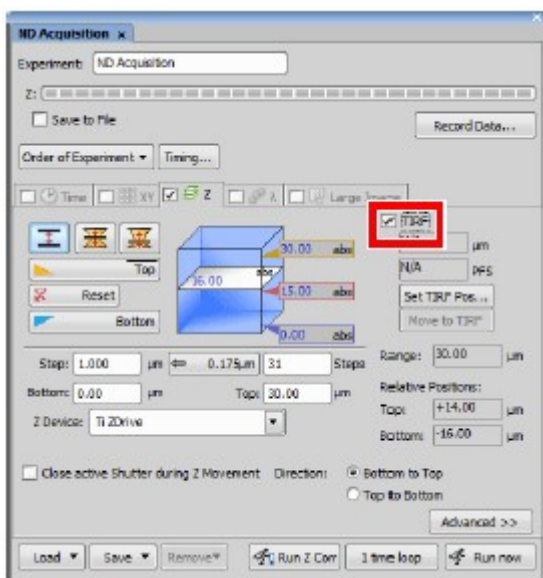 ND Acquisition x
Experiment: ND Acquisition
Z:
Save to File
Record Data...
Order of Experiment Timing...
Time XY Z λ Large Image
TIRF
30.00 abs
μm
Top
16.00 abs
N/A PFS
Reset
15.00 abs
Set TIRF Pos...
Bottom
Move to TIRF
0.00 abs
Step: 1.000 μm 0.175μm 31 Steps
Range: 30.00 μm
Bottom: 0.00 μm Top: 30.00 μm
Relative Positions:
Top: +14.00 μm
Z Device: Ti ZDrive
Bottom: -16.00 μm
Close active Shutter during Z Movement Direction: Bottom to Top
Top to Bottom
Advanced >>
Load Save Remove Run Z Corr 1 time loop Run now